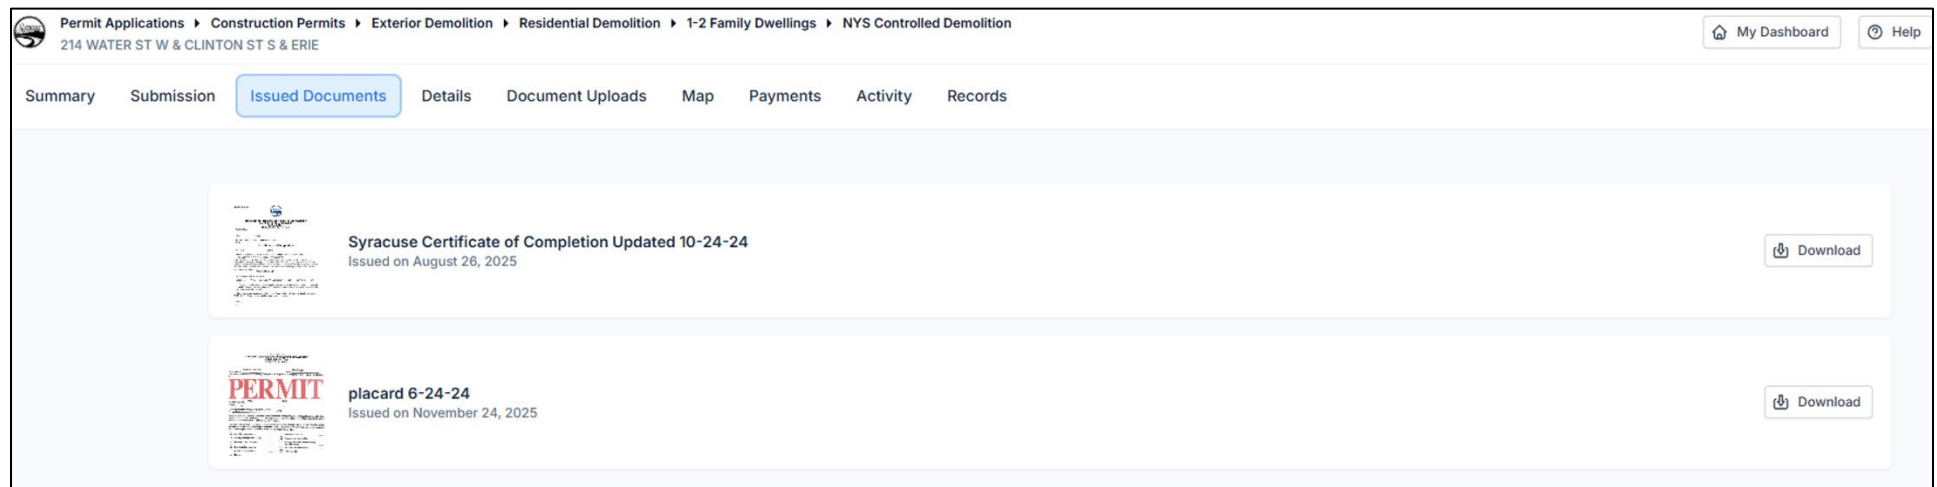 Permit Applications ▸ Construction Permits ▸ Exterior Demolition ▸ Residential Demolition ▸ 1-2 Family Dwellings ▸ NYS Controlled Demolition
214 WATER ST W & CLINTON ST S & ERIE
My Dashboard
Help
Summary Submission Issued Documents Details Document Uploads Map Payments Activity Records
Syracuse Certificate of Completion Updated 10-24-24
Issued on August 26, 2025
Download
PERMIT
placard 6-24-24
Issued on November 24, 2025
Download